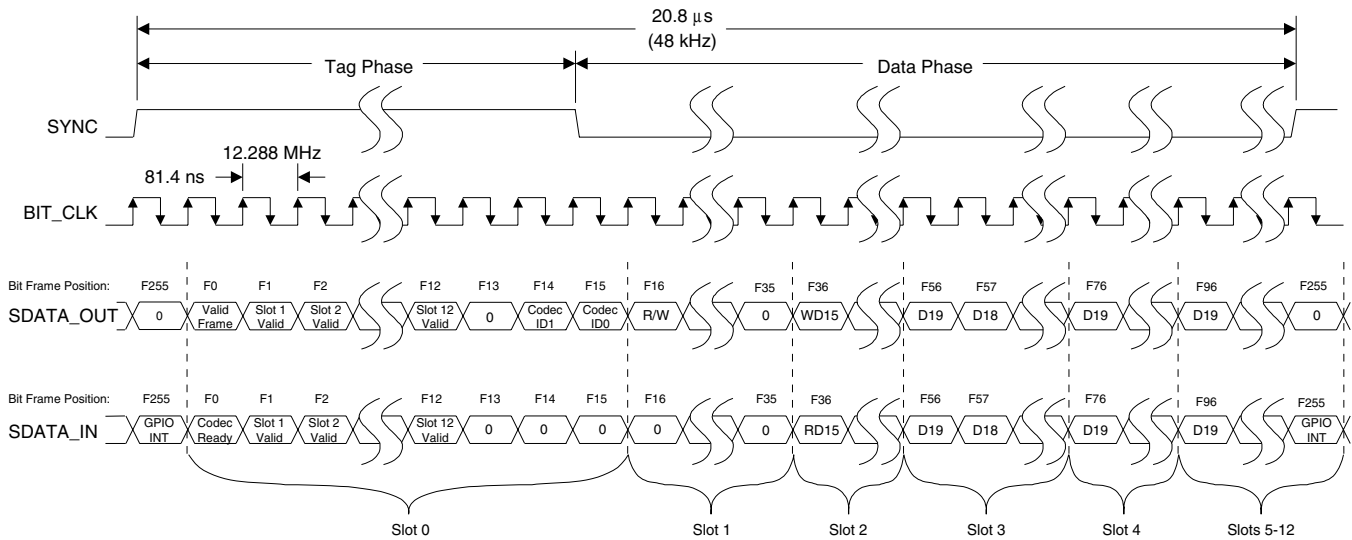 20.8 μs
(48 kHz)
Tag Phase
Data Phase
SYNC
12.288 MHz
81.4 ns
BIT_CLK
Bit Frame Position: F255 F0 F1 F2 F12 F13 F14 F15 F16 F35 F36 F56 F57 F76 F96 F255
SDATA_OUT 0 Valid Frame Slot 1 Valid Slot 2 Valid Slot 12 Valid 0 Codec ID1 Codec ID0 R/W 0 WD15 D19 D18 D19 D19 0
Bit Frame Position: F255 F0 F1 F2 F12 F13 F14 F15 F16 F35 F36 F56 F57 F76 F96 F255
SDATA_IN GPIO INT Codec Ready Slot 1 Valid Slot 2 Valid Slot 12 Valid 0 0 0 0 0 RD15 D19 D18 D19 D19 GPIO INT
Slot 0 Slot 1 Slot 2 Slot 3 Slot 4 Slots 5-12